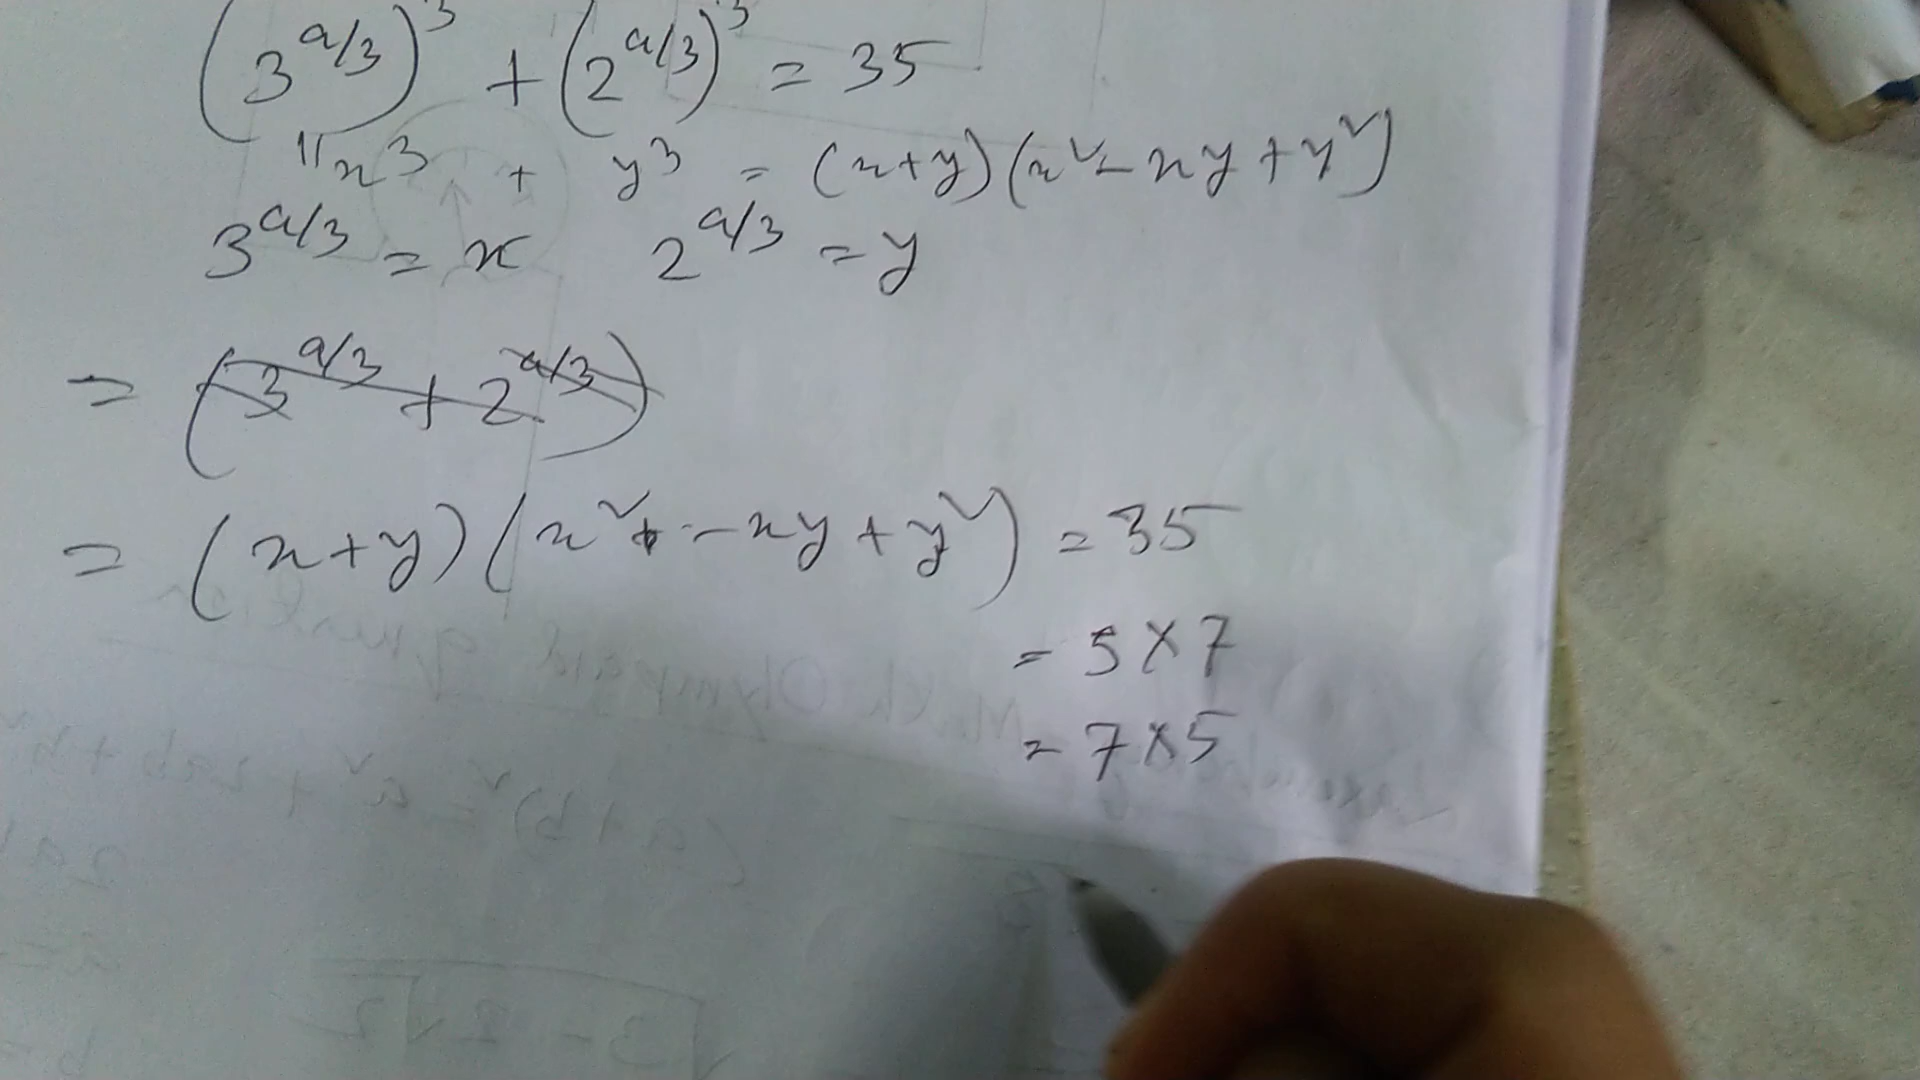 (3^{a/3})^3 + (2^{a/3})^3 = 35
"x^3 + y^3 = (x+y)(x^2 - xy + y^2)
3^{a/3} = x 2^{a/3} = y
= (3^{a/3} + 2^{a/3})
= (x+y)(x^2 - xy + y^2) = 35
= 5 × 7
= 7 × 5